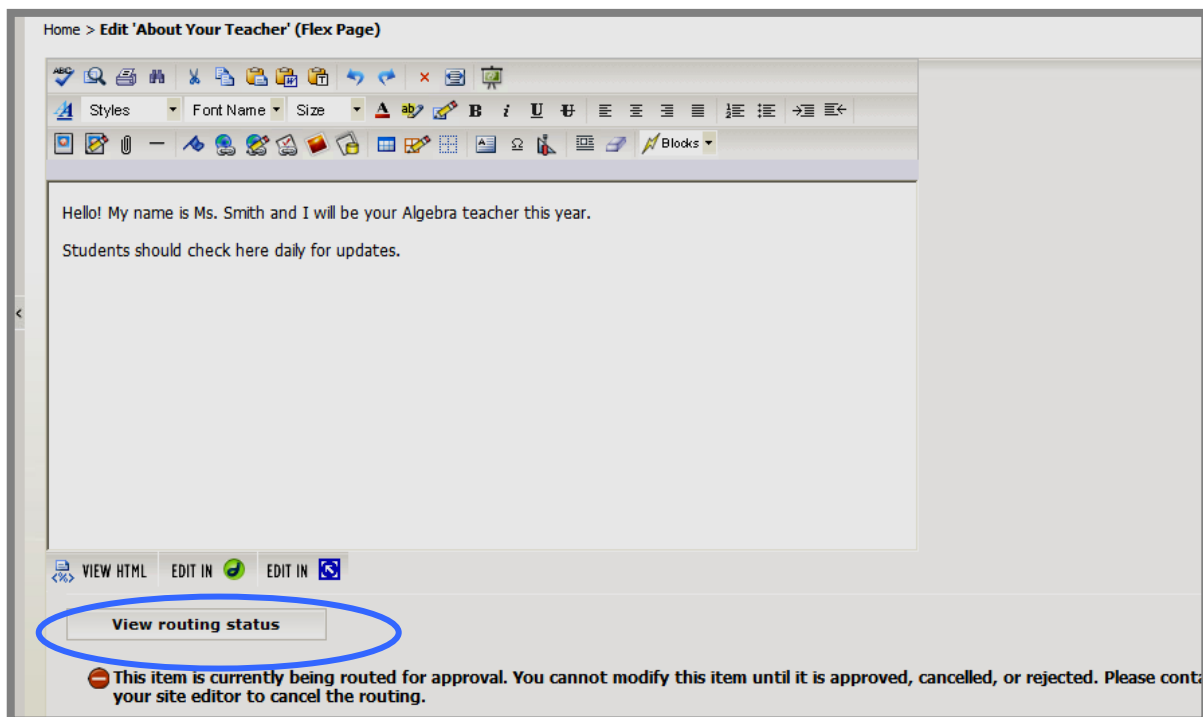 Home > Edit 'About Your Teacher' (Flex Page)
ABC
Styles Font Name Size A ab B i U U
Ω Blocks
Hello! My name is Ms. Smith and I will be your Algebra teacher this year.
Students should check here daily for updates.
<%> VIEW HTML EDIT IN EDIT IN
View routing status
This item is currently being routed for approval. You cannot modify this item until it is approved, cancelled, or rejected. Please conta
your site editor to cancel the routing.